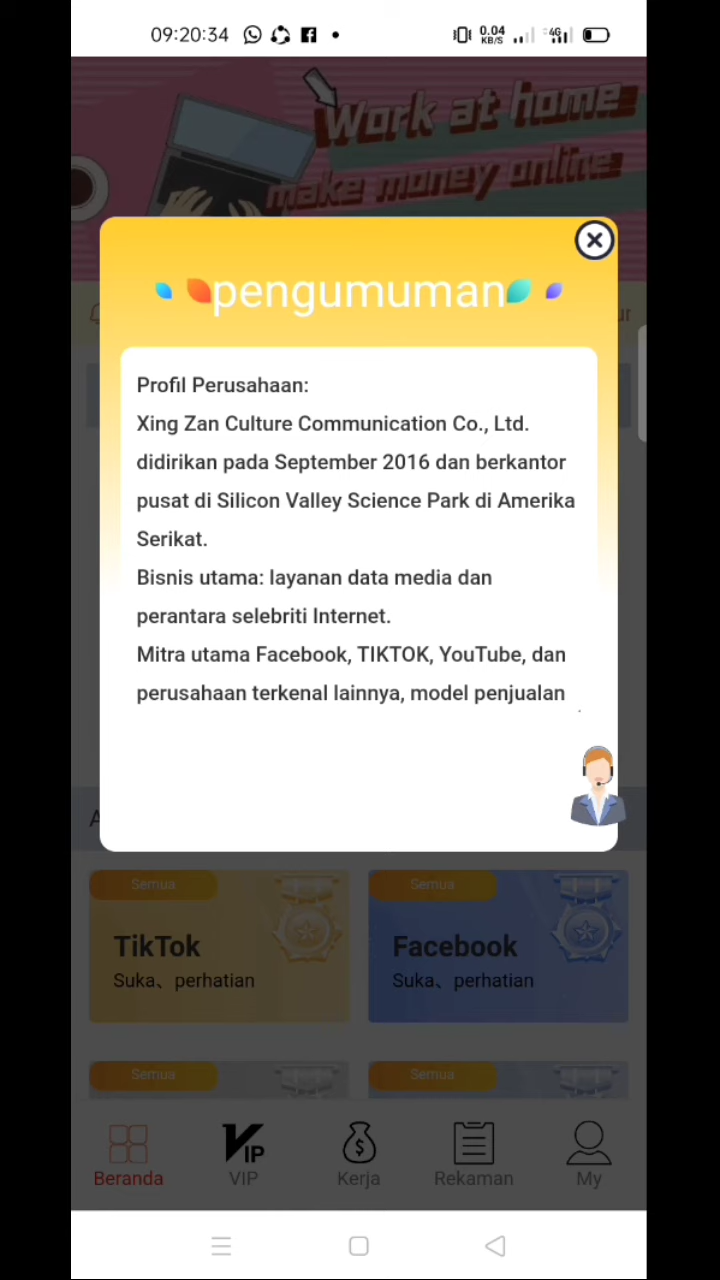 09:20:34
0.04 KB/S
4G
Work at home
make money online
pengumuman
Profil Perusahaan:
Xing Zan Culture Communication Co., Ltd.
didirikan pada September 2016 dan berkantor
pusat di Silicon Valley Science Park di Amerika
Serikat.
Bisnis utama: layanan data media dan
perantara selebriti Internet.
Mitra utama Facebook, TIKTOK, YouTube, dan
perusahaan terkenal lainnya, model penjualan
Semua
Semua
TikTok
Facebook
Suka、perhatian
Suka、perhatian
Semua
Semua
VIP
Beranda
VIP
Kerja
Rekaman
My